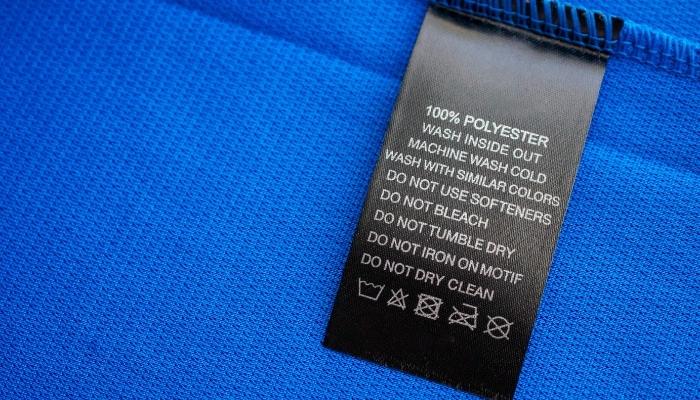 100% POLYESTER
WASH INSIDE OUT
MACHINE WASH COLD
WASH WITH SIMILAR COLORS
DO NOT USE SOFTENERS
DO NOT BLEACH
DO NOT TUMBLE DRY
DO NOT IRON ON MOTIF
DO NOT DRY CLEAN